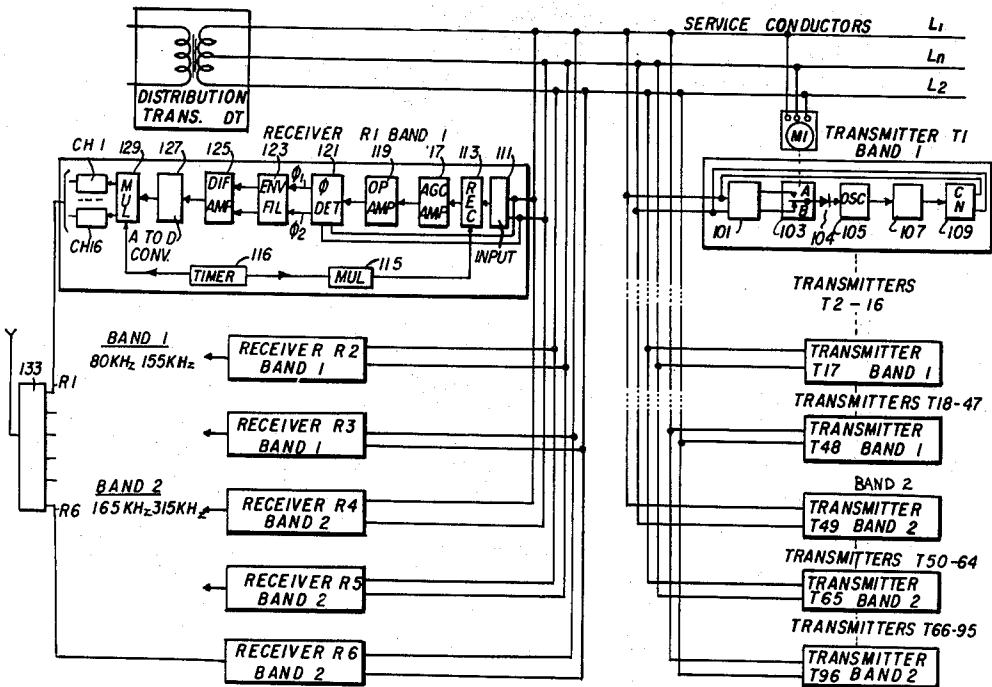 SERVICE CONDUCTORS
L1
Ln
L2
DISTRIBUTION
TRANS. DT
M1
TRANSMITTER T1
BAND 1
RECEIVER R1 BAND 1
CH 1
129
127
125
123
121
119
117
113
111
MUL
DIF
AMP
ENV
FIL
Φ1
Φ2
Φ
DET
OP
AMP
AGC
AMP
REC
INPUT
CH16
A TO D
CONV.
TIMER
116
MUL
115
A
B
OSC
CN
101
103
104
105
107
109
TRANSMITTERS
T2-16
BAND 1
80KHz 155KHz
133
R1
RECEIVER R2
BAND 1
TRANSMITTER
T17 BAND 1
TRANSMITTERS T18-47
RECEIVER R3
BAND 1
TRANSMITTER
T48 BAND 1
BAND 2
165KHz 315KHz
R6
RECEIVER R4
BAND 2
BAND 2
TRANSMITTER
T49 BAND 2
TRANSMITTERS T50-64
RECEIVER R5
BAND 2
TRANSMITTER
T65 BAND 2
TRANSMITTERS T66-95
RECEIVER R6
BAND 2
TRANSMITTER
T96 BAND 2